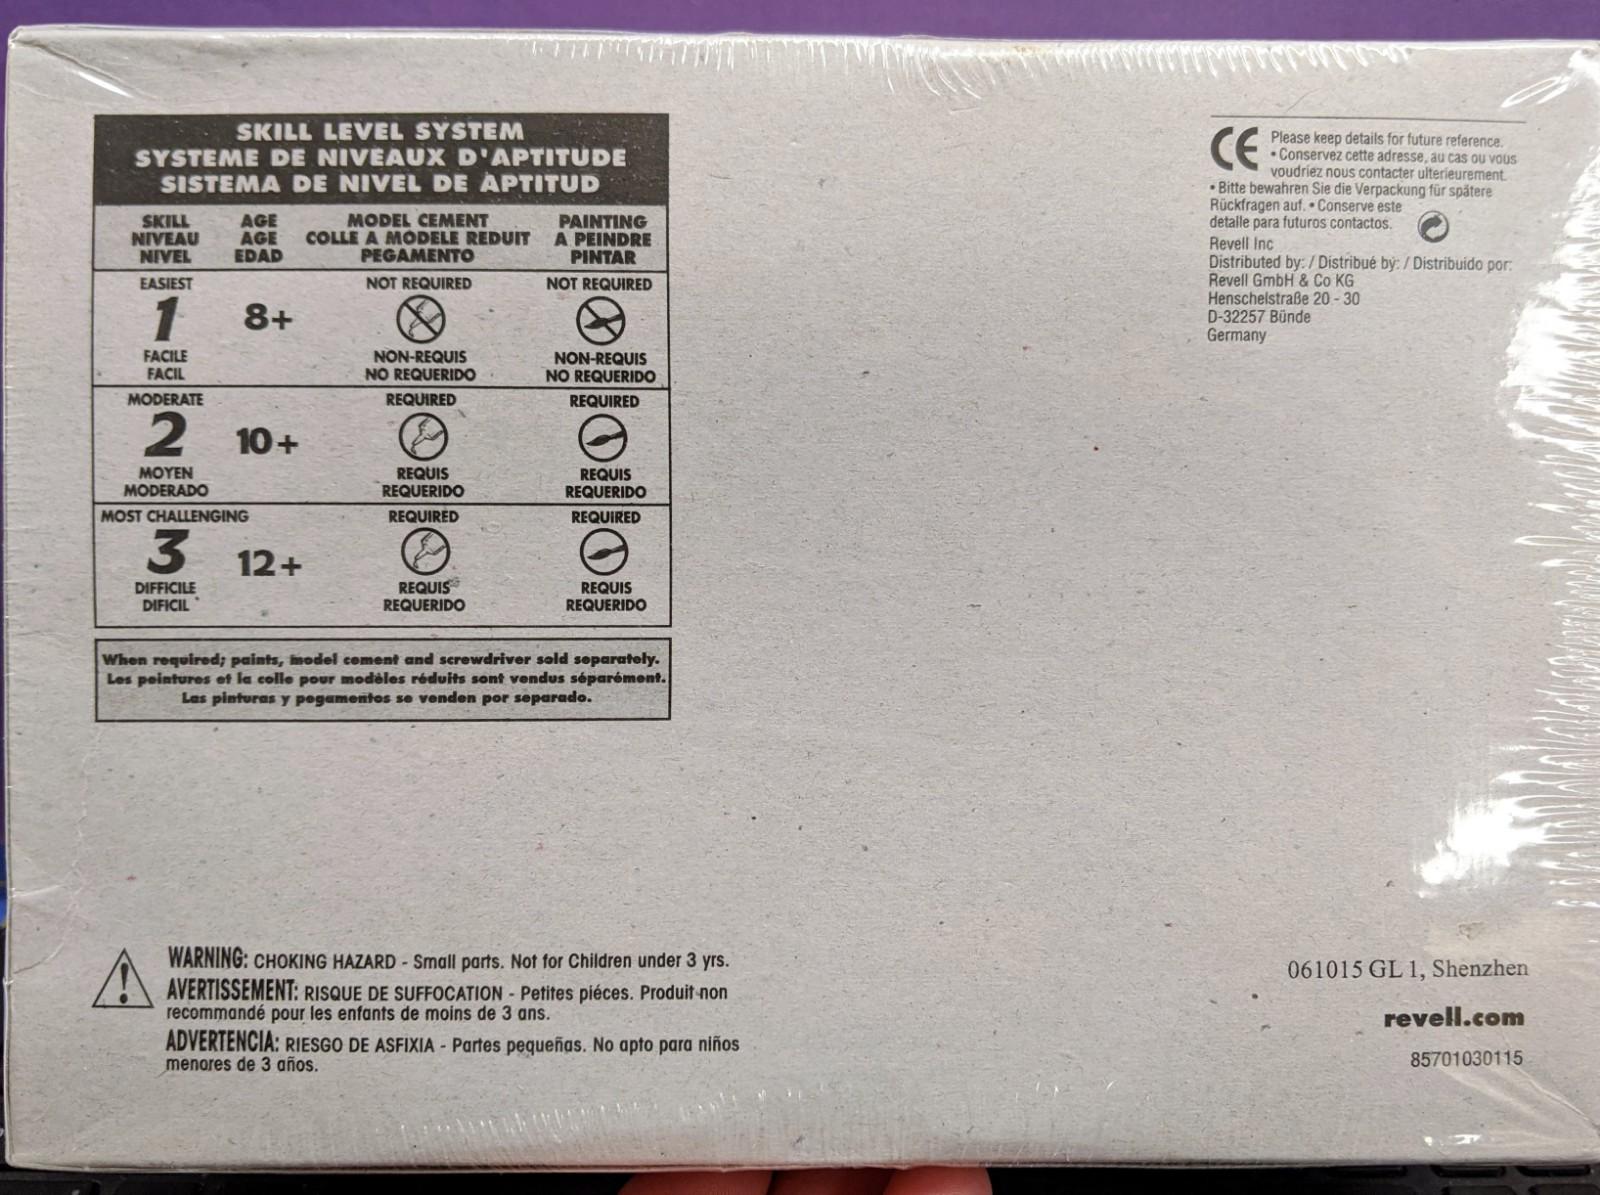 SKILL LEVEL SYSTEM
SYSTEME DE NIVEAUX D'APTITUDE
SISTEMA DE NIVEL DE APTITUD
SKILL
NIVEAU
NIVEL
AGE
AGE
EDAD
MODEL CEMENT
COLLE A MODELE REDUIT
PEGAMENTO
PAINTING
A PEINDRE
PINTAR
EASIEST
1
FACILE
FACIL
8+
NOT REQUIRED
NON-REQUIS
NO REQUERIDO
NOT REQUIRED
NON-REQUIS
NO REQUERIDO
MODERATE
2
MOYEN
MODERADO
10+
REQUIRED
REQUIS
REQUERIDO
REQUIRED
REQUIS
REQUERIDO
MOST CHALLENGING
3
DIFFICILE
DIFICIL
12+
REQUIRED
REQUIS
REQUERIDO
REQUIRED
REQUIS
REQUERIDO
When required; paints, model cement and screwdriver sold separately.
Les peintures et la colle pour modèles réduits sont vendus séparément.
Las pinturas y pegamentos se venden por separado.
CE
Please keep details for future reference.
• Conservez cette adresse, au cas ou vous
voudriez nous contacter ulterieurement.
• Bitte bewahren Sie die Verpackung für spätere
Rückfragen auf. • Conserve este
detalle para futuros contactos.
Revell Inc
Distributed by: / Distribué by: / Distribuido por:
Revell GmbH & Co KG
Henschelstraße 20 - 30
D-32257 Bünde
Germany
WARNING: CHOKING HAZARD - Small parts. Not for Children under 3 yrs.
AVERTISSEMENT: RISQUE DE SUFFOCATION - Petites piéces. Produit non
recommandé pour les enfants de moins de 3 ans.
ADVERTENCIA: RIESGO DE ASFIXIA - Partes pequeñas. No apto para niños
menores de 3 años.
061015 GL 1, Shenzhen
revell.com
85701030115